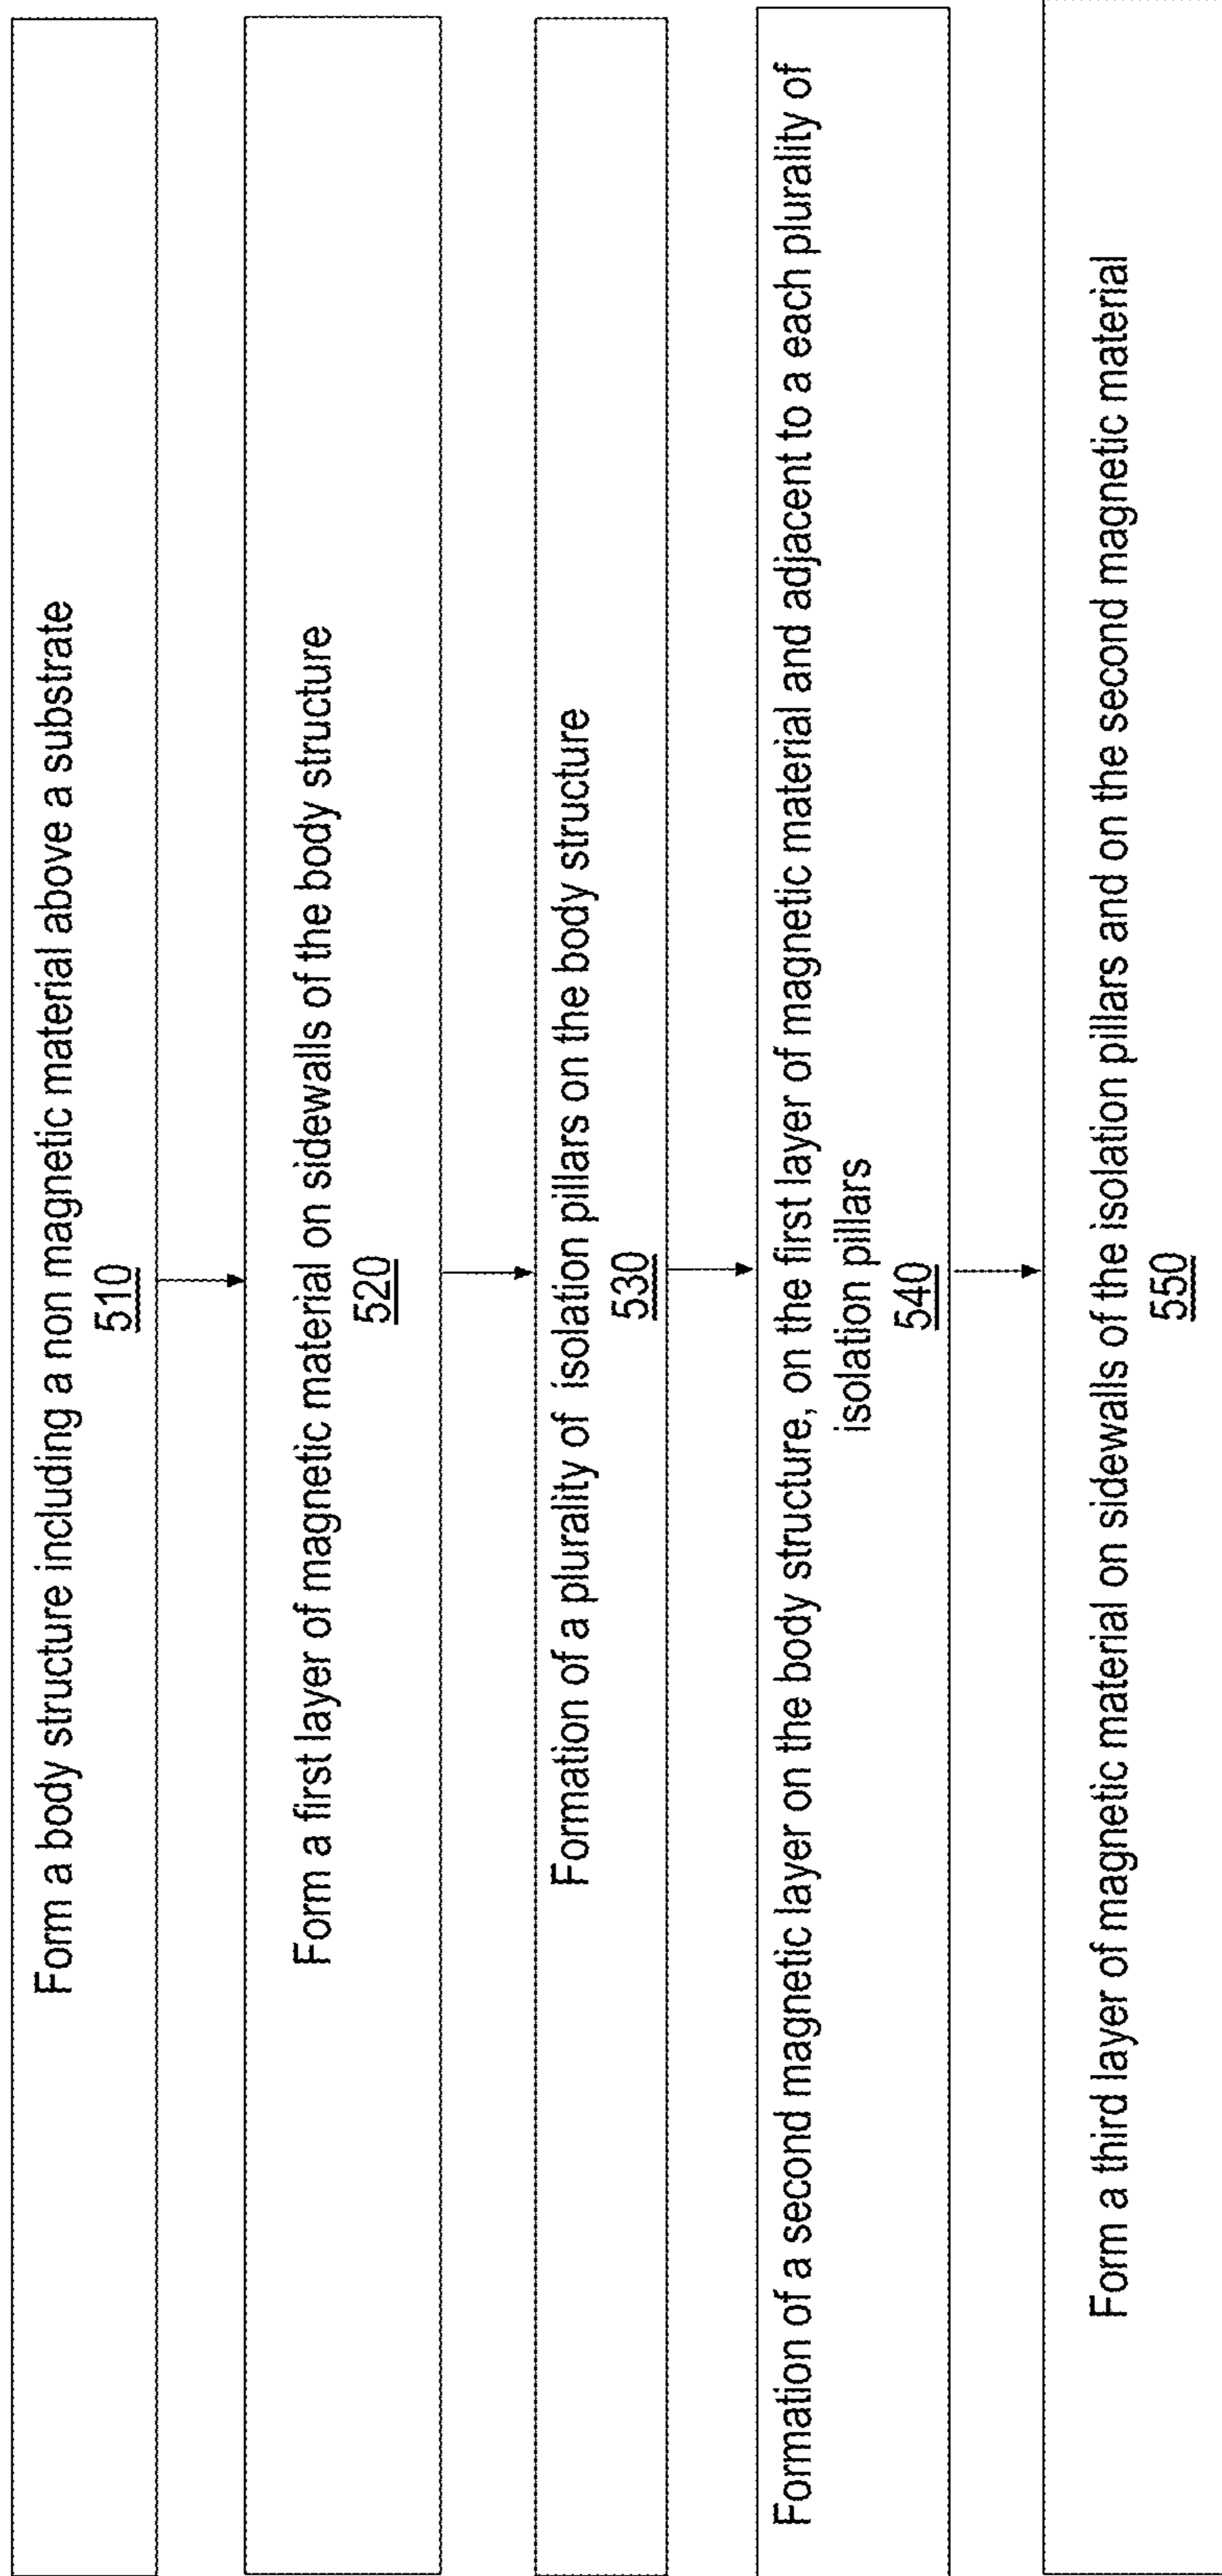 Form a body structure including a non magnetic material above a substrate
510
Form a first layer of magnetic material on sidewalls of the body structure
520
Formation of a plurality of isolation pillars on the body structure
530
Formation of a second magnetic layer on the body structure, on the first layer of magnetic material and adjacent to a each plurality of
isolation pillars
540
Form a third layer of magnetic material on sidewalls of the isolation pillars and on the second magnetic material
550